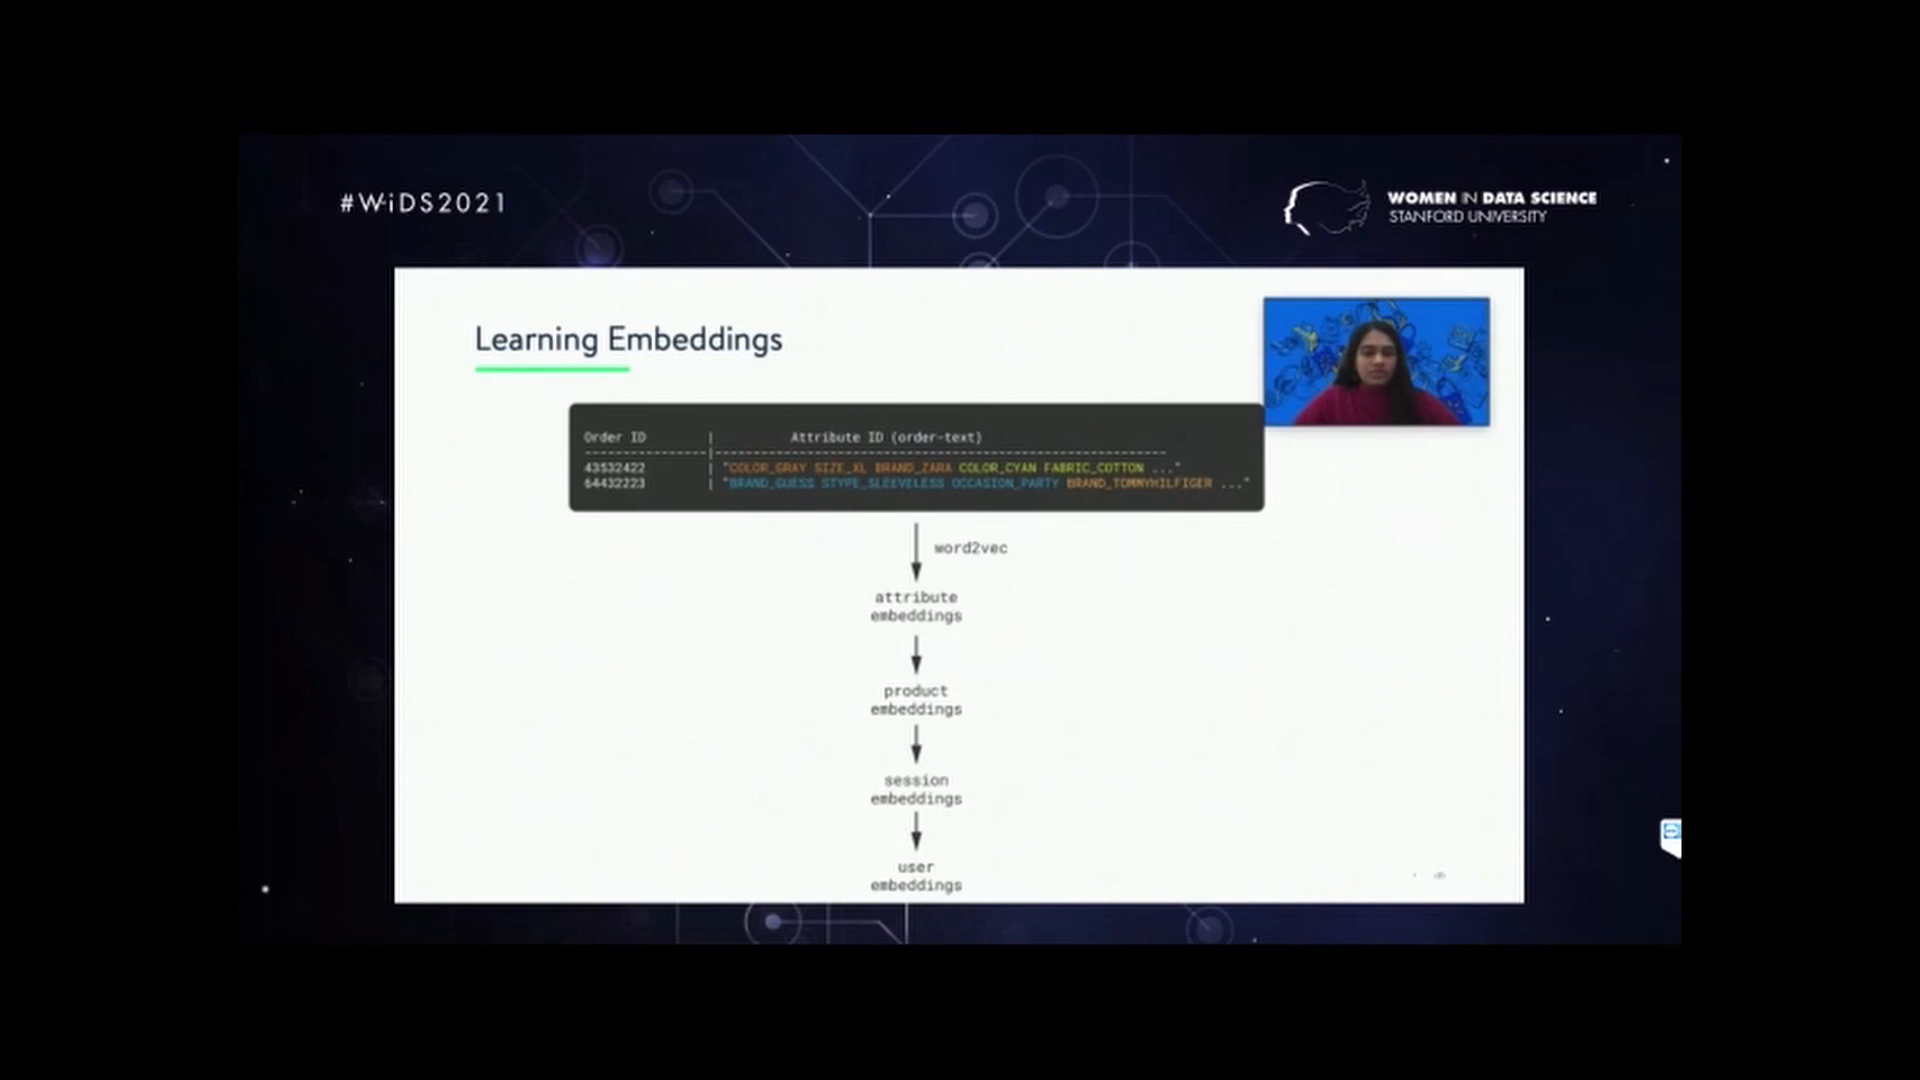 #WiDS2021
WOMEN IN DATA SCIENCE
STANFORD UNIVERSITY
Learning Embeddings
Order ID | Attribute ID (order-text)
----------------|-----------------------------------------------------------
43532422 | "COLOR_GRAY SIZE_XL BRAND_ZARA COLOR_CYAN FABRIC_COTTON ..."
64432223 | "BRAND_GUESS STYPE_SLEEVELESS OCCASION_PARTY BRAND_TOMMYHILFIGER ..."
word2vec
attribute
embeddings
product
embeddings
session
embeddings
user
embeddings